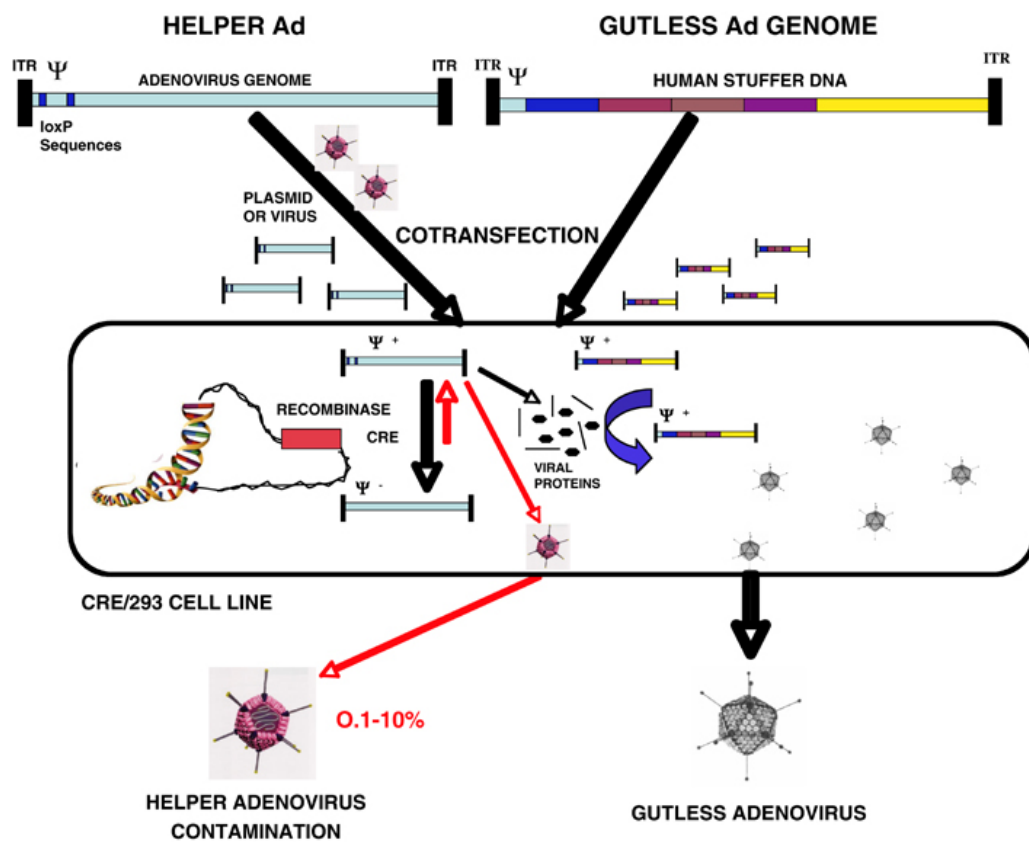 HELPER Ad
GUTLESS Ad GENOME
ITR
Ψ
ADENOVIRUS GENOME
ITR
ITR
Ψ
HUMAN STUFFER DNA
ITR
loxP
Sequences
PLASMID
OR VIRUS
COTRANSFECTION
Ψ +
Ψ +
RECOMBINASE
CRE
Ψ +
VIRAL
PROTEINS
Ψ -
CRE/293 CELL LINE
O.1-10%
HELPER ADENOVIRUS
CONTAMINATION
GUTLESS ADENOVIRUS